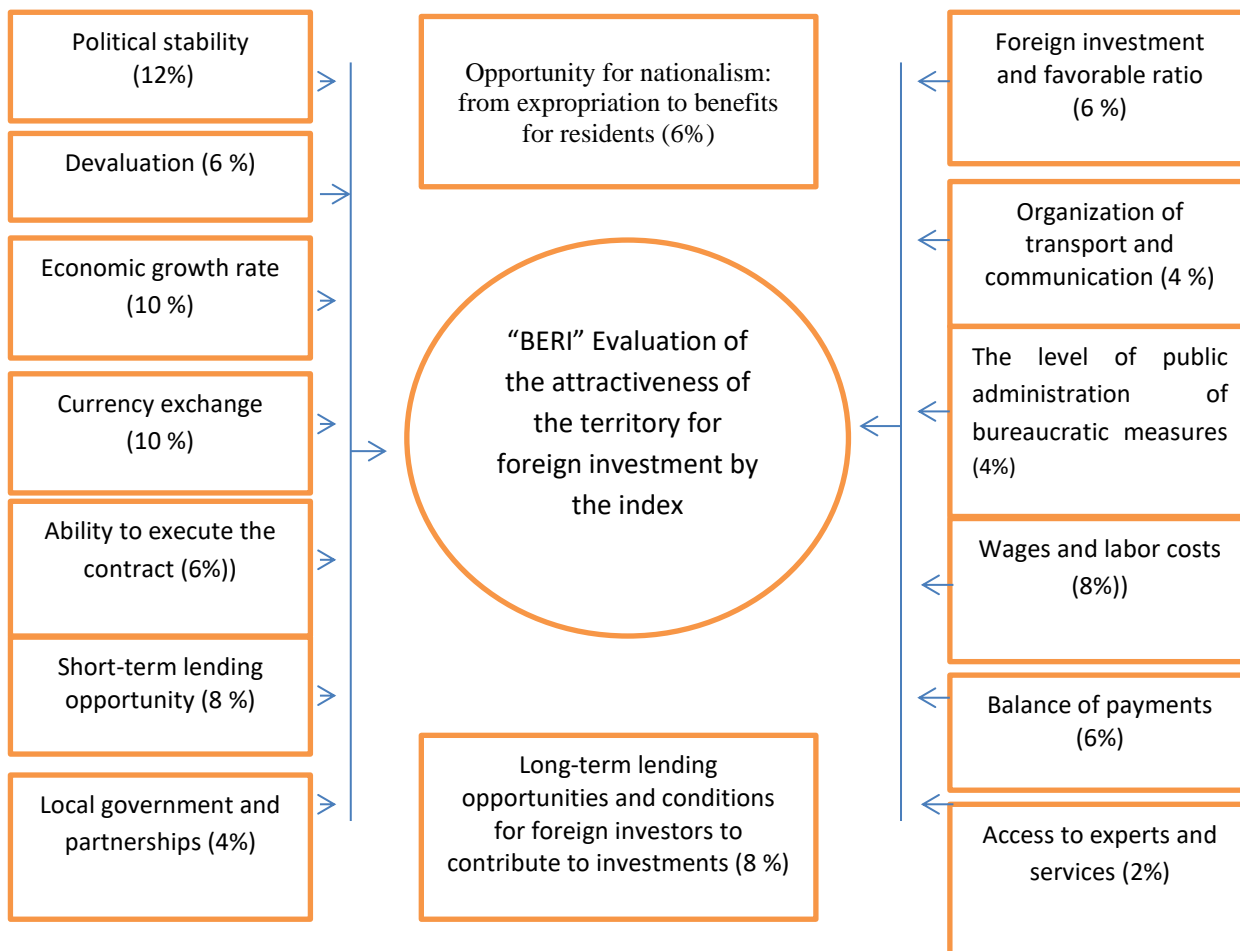 Political stability
(12%)
Devaluation (6 %)
Economic growth rate
(10 %)
Currency exchange
(10 %)
Ability to execute the
contract (6%))
Short-term lending
opportunity (8 %)
Local government and
partnerships (4%)
Opportunity for nationalism:
from expropriation to benefits
for residents (6%)
“BERI” Evaluation of
the attractiveness of
the territory for
foreign investment by
the index
Long-term lending
opportunities and conditions
for foreign investors to
contribute to investments (8 %)
Foreign investment
and favorable ratio
(6 %)
Organization of
transport and
communication (4 %)
The level of public
administration of
bureaucratic measures
(4%)
Wages and labor costs
(8%))
Balance of payments
(6%)
Access to experts and
services (2%)